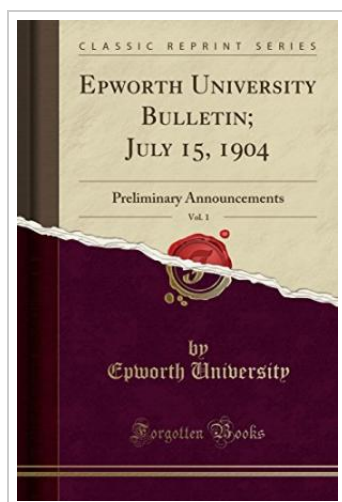 CLASSIC REPRINT SERIES
EPWORTH UNIVERSITY
BULLETIN;
JULY 15, 1904
Preliminary Announcements
Vol. 1
by
Epworth University
Forgotten Books